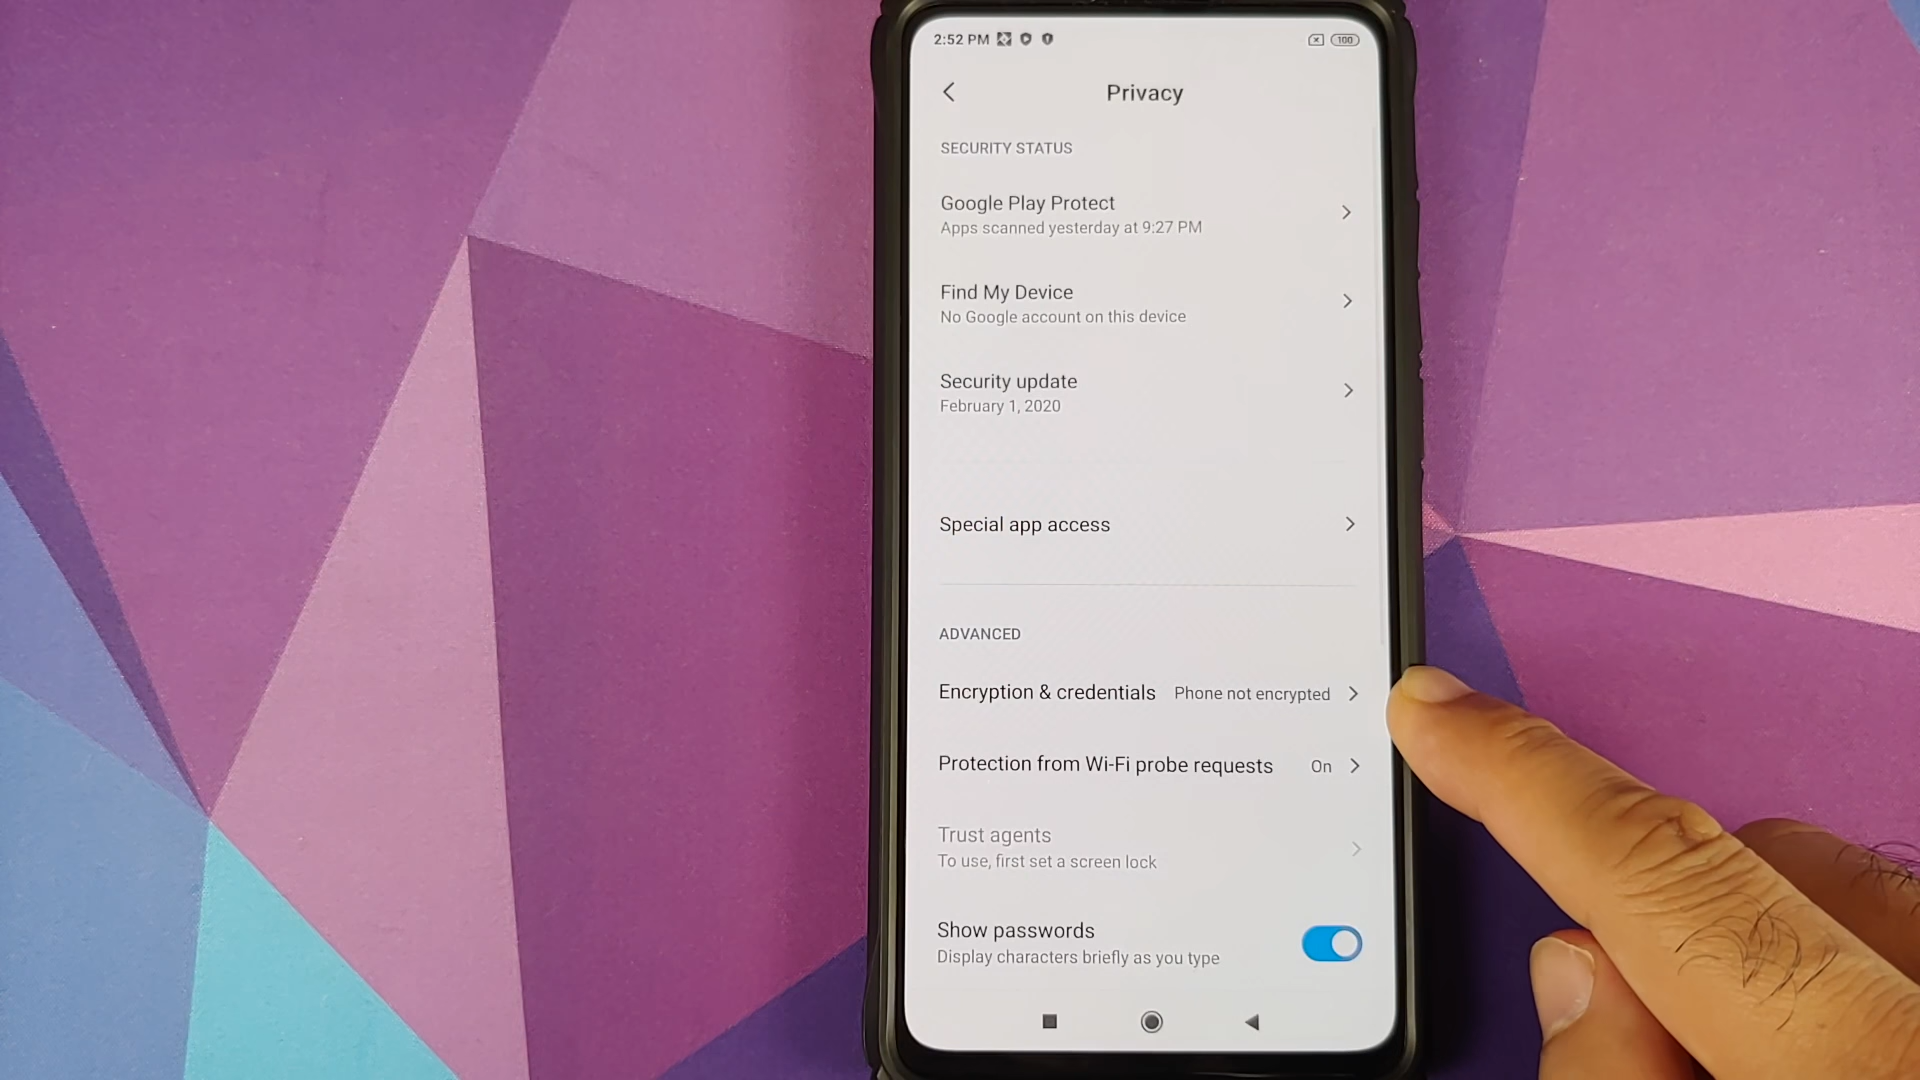 2:52 PM
100
Privacy
SECURITY STATUS
Google Play Protect
Apps scanned yesterday at 9:27 PM
Find My Device
No Google account on this device
Security update
February 1, 2020
Special app access
ADVANCED
Encryption & credentials Phone not encrypted
Protection from Wi-Fi probe requests On
Trust agents
To use, first set a screen lock
Show passwords
Display characters briefly as you type